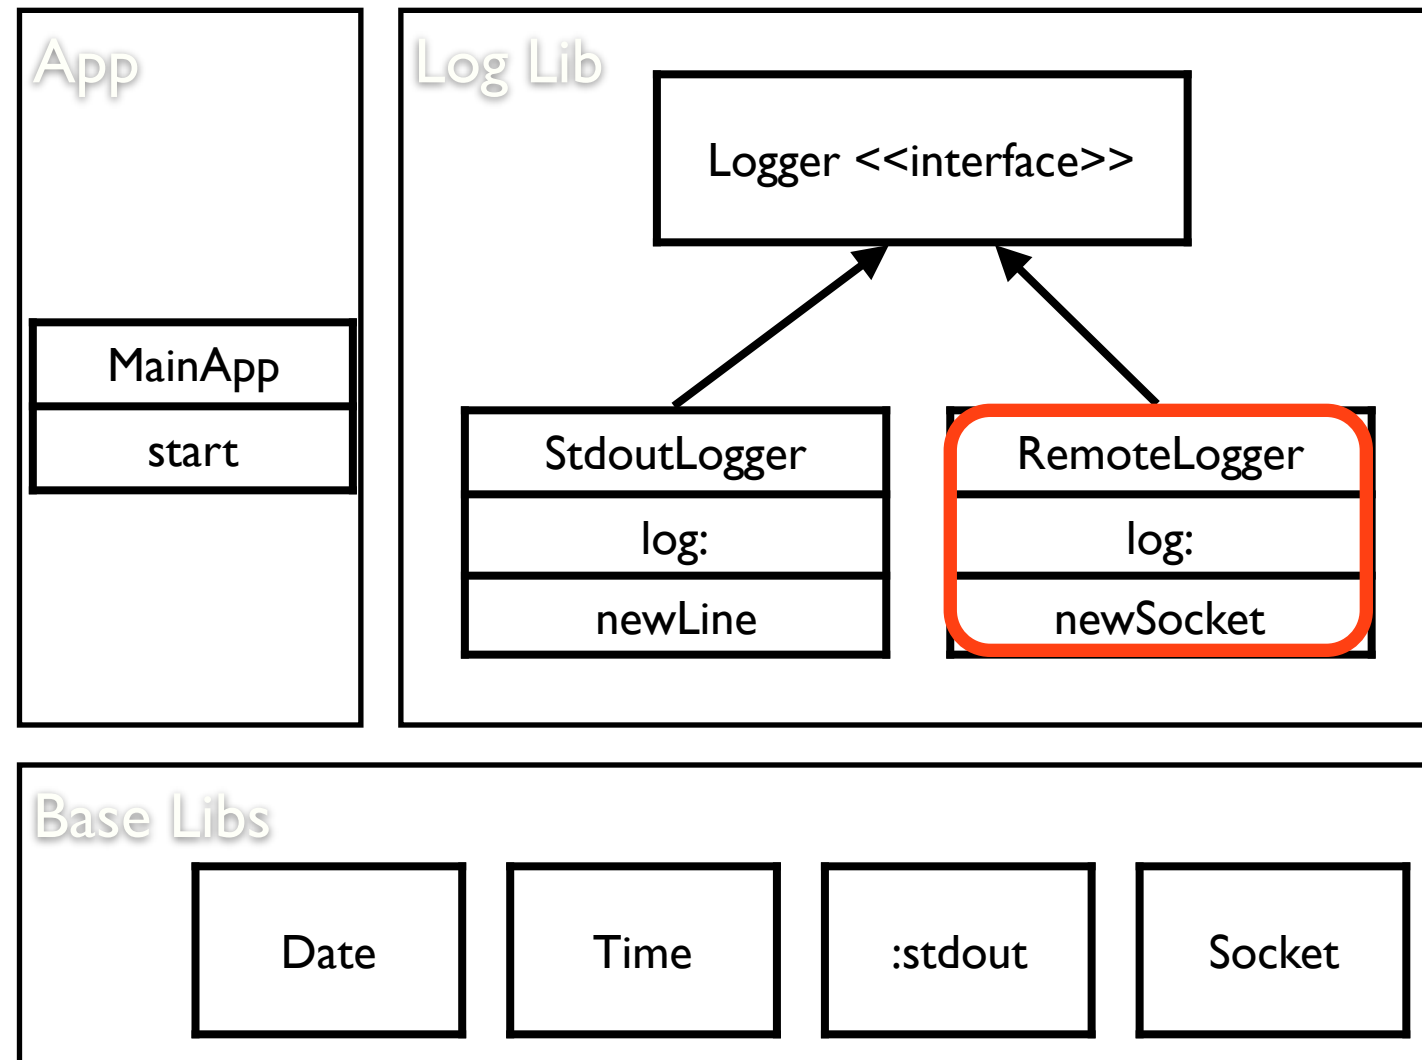 App
Log Lib
Logger <<interface>>
MainApp
start
StdoutLogger
log:
newLine
RemoteLogger
log:
newSocket
Base Libs
Date
Time
:stdout
Socket